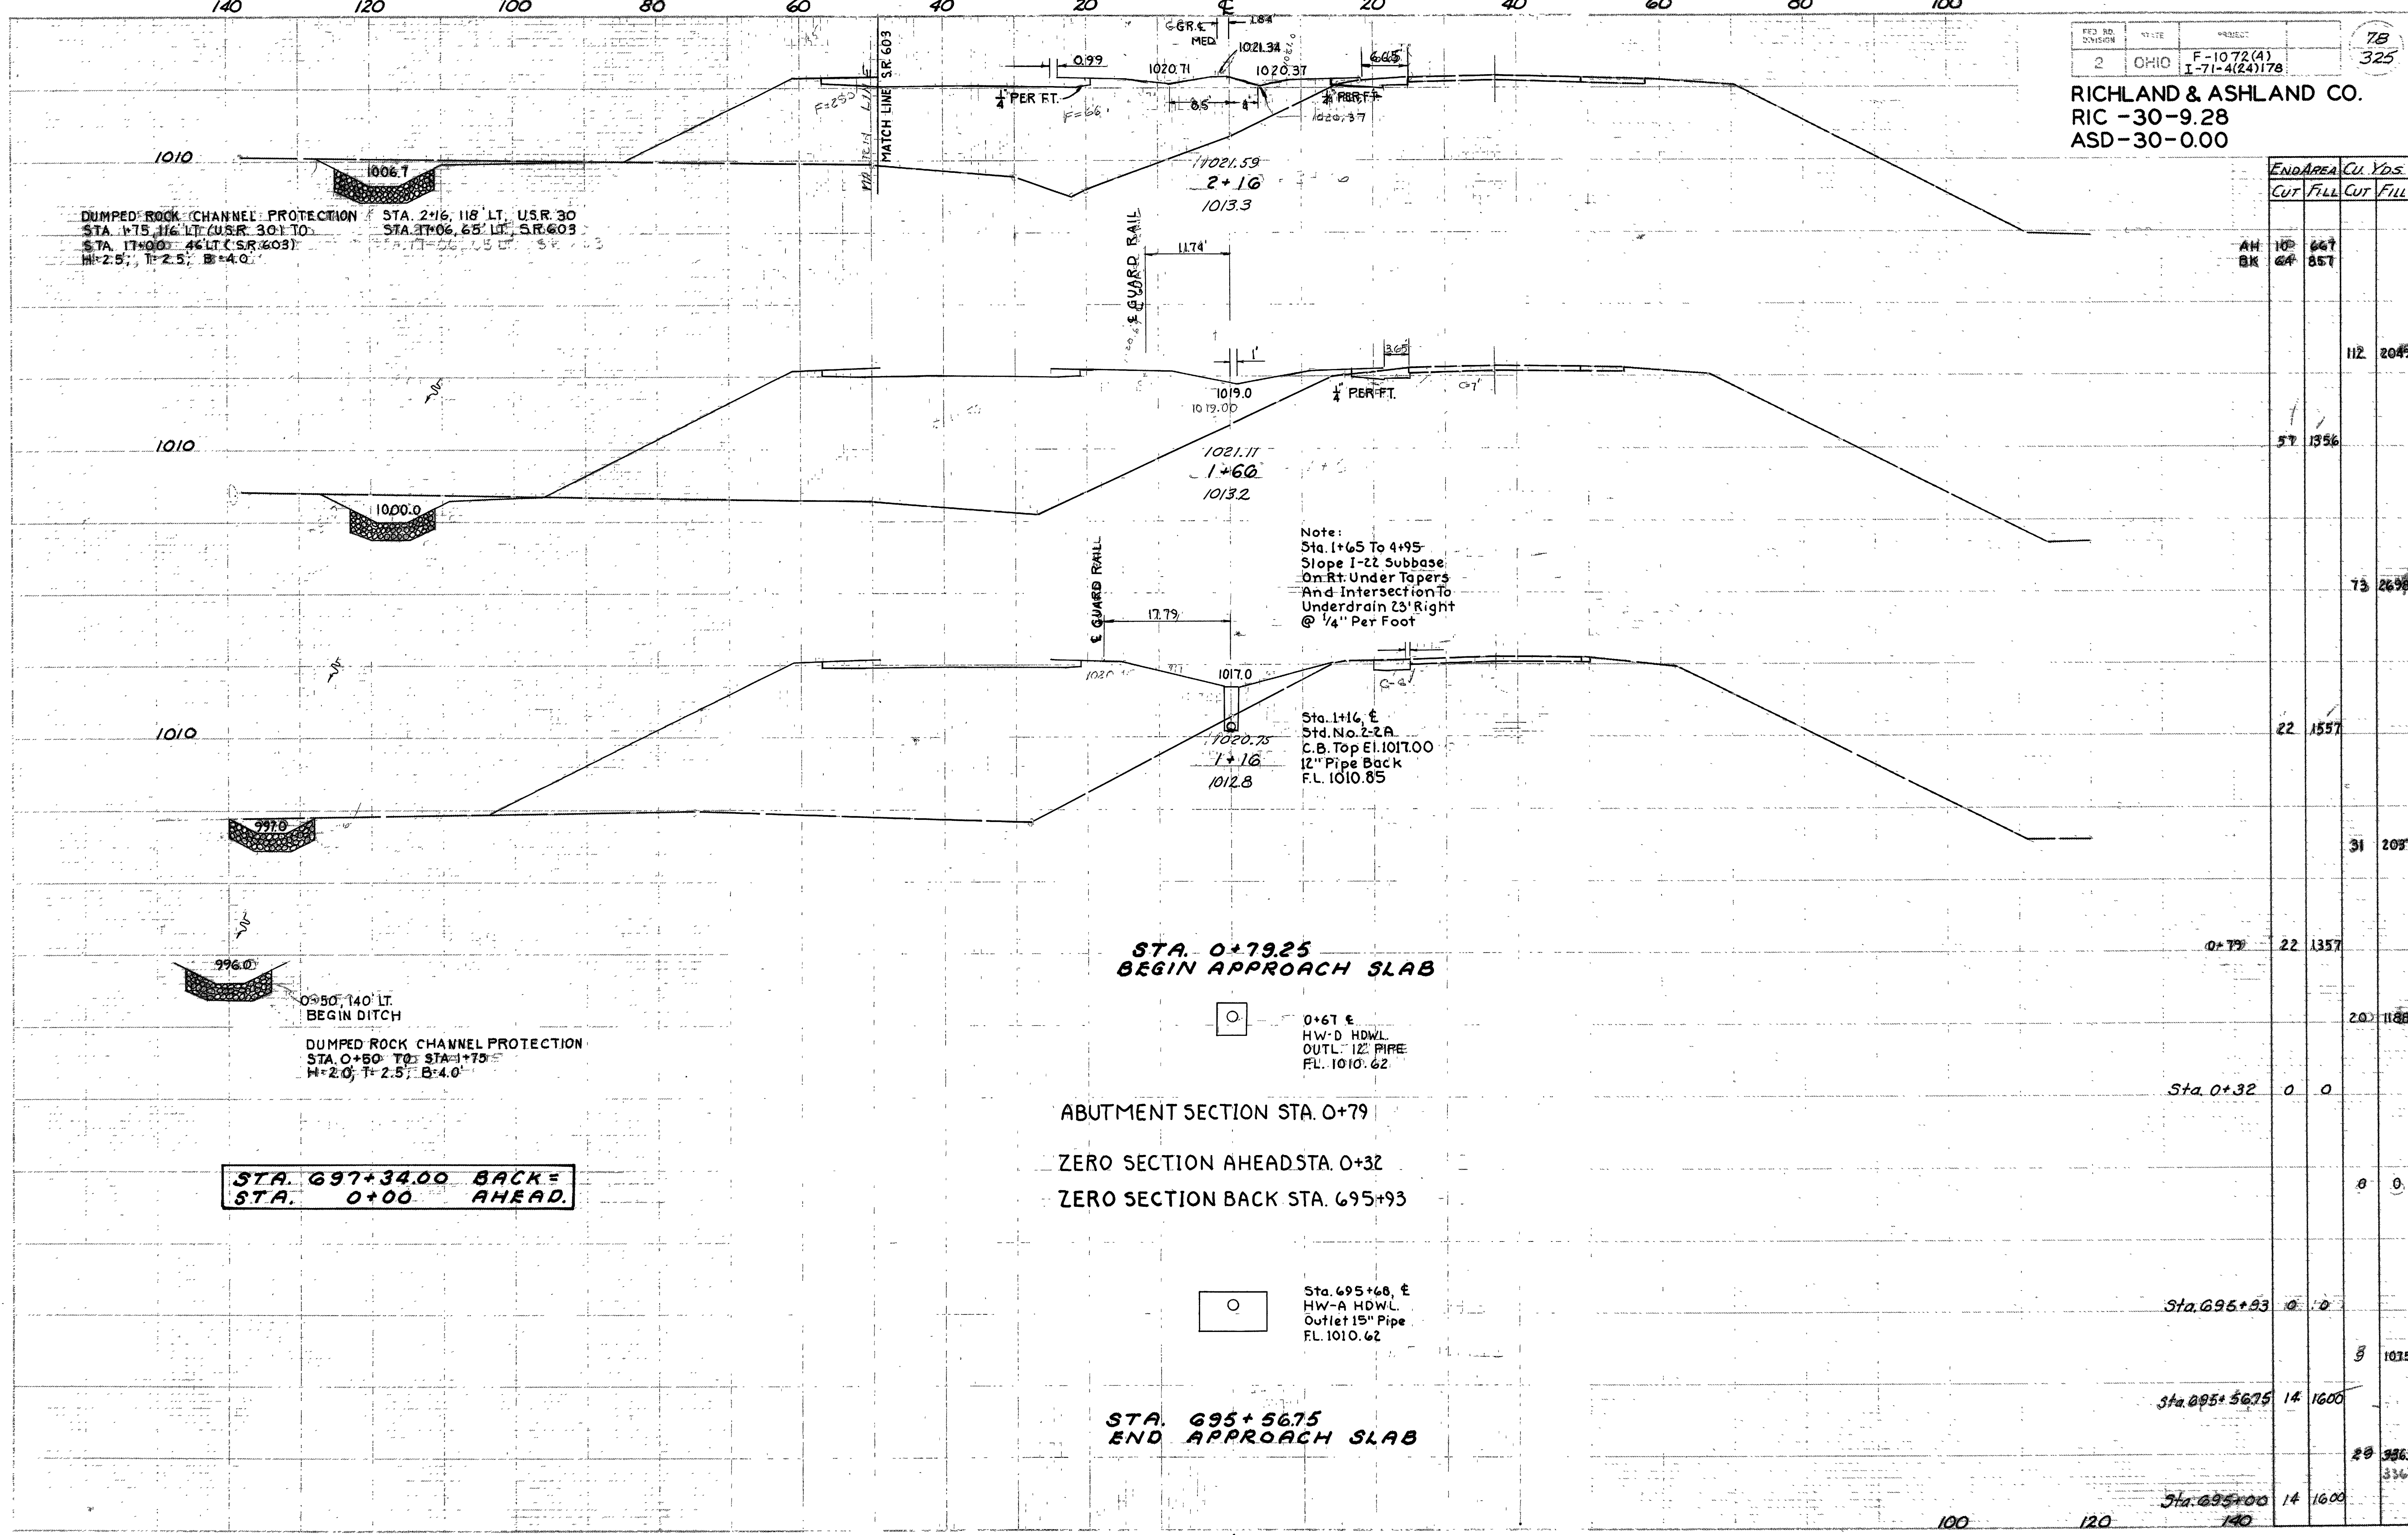 140 120 100 80 60 40 20 ℄ 20 40 60 80 100
FED. RD. DIVISION STATE PROJECT
2 OHIO F-1072(4)
I-71-4(24)178
78
325
RICHLAND & ASHLAND CO.
RIC -30-9.28
ASD-30-0.00
END AREA CU. YDS.
CUT FILL CUT FILL
MATCH LINE S.R. 603
F=250'
0.99
¼" PER FT.
F=66'
1020.71
GR. ℄
MED
1.84
1021.34
1020.37
8.5 4'
6.65
¼" PER FT.
1020.37
1010
1006.7
1021.59
2+16
1013.3
DUMPED ROCK CHANNEL PROTECTION
STA. 1+75, 116' LT. (U.S.R. 30) TO
STA. 17+00 46' LT. (S.R. 603)
H=2.5'; T=2.5'; B=4.0'
STA. 2+16, 118' LT. U.S.R. 30
STA. 17+06, 65' LT. S.R. 603
AH 10 667
BK 64 857
℄ GUARD RAIL
11.74'
112
1'
3.65'
1019.0
1019.00
¼" PER FT.
1010
1000.0
1021.17
1+66
1013.2
57 1356
Note:
Sta. 1+65 To 4+95
Slope I-22 Subbase
On Rt. Under Tapers
And Intersection To
Underdrain 23' Right
@ 1/4" Per Foot
73
℄ GUARD RAIL
17.79
1017.0
1010
1020.75
1+16
1012.8
Sta. 1+16, ℄
Std. No. 2-2A
C.B. Top El. 1017.00
12" Pipe Back
F.L. 1010.85
22 1557
997.0
31
STA. 0+79.25
BEGIN APPROACH SLAB
0+79 22 1357
996.0
0+50, 140' LT.
BEGIN DITCH
0+67 ℄
HW-D HDWL.
OUTL. 12" PIPE
F.L. 1010.62
20
DUMPED ROCK CHANNEL PROTECTION
STA. 0+50 TO STA. 1+75
H=2.0'; T=2.5'; B=4.0'
Sta. 0+32 0 0
ABUTMENT SECTION STA. 0+79
ZERO SECTION AHEAD STA. 0+32
ZERO SECTION BACK STA. 695+93
0 0
STA. 697+34.00 BACK =
STA. 0+00 AHEAD.
Sta. 695+68, ℄
HW-A HDWL.
Outlet 15" Pipe
F.L. 1010.62
Sta. 695+93 0 0
Sta. 695+56.75 14 1600
STA. 695+56.75
END APPROACH SLAB
29
Sta. 695+00 14 1600
100 120 140